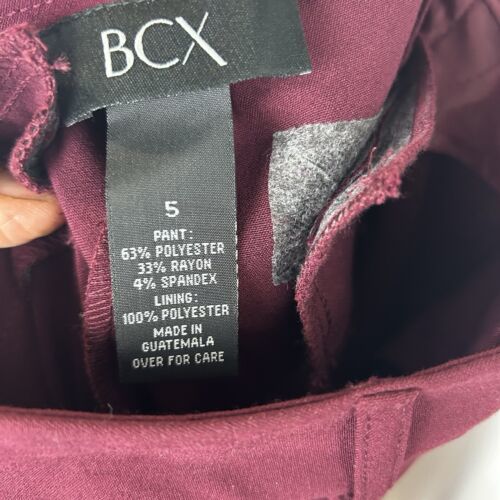 BCX
5
PANT:
63% POLYESTER
33% RAYON
4% SPANDEX
LINING:
100% POLYESTER
MADE IN
GUATEMALA
OVER FOR CARE